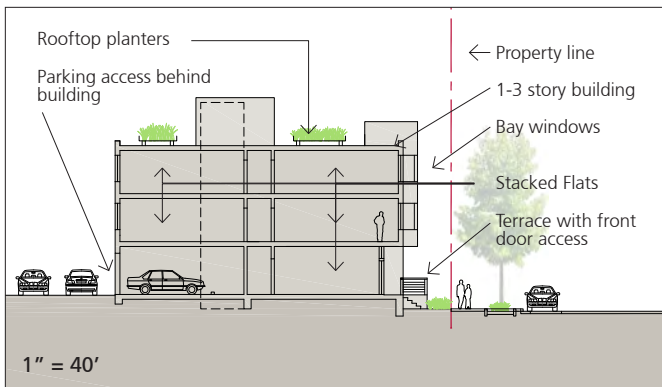 Rooftop planters
Parking access behind
building
Property line
1-3 story building
Bay windows
Stacked Flats
Terrace with front
door access
1” = 40’